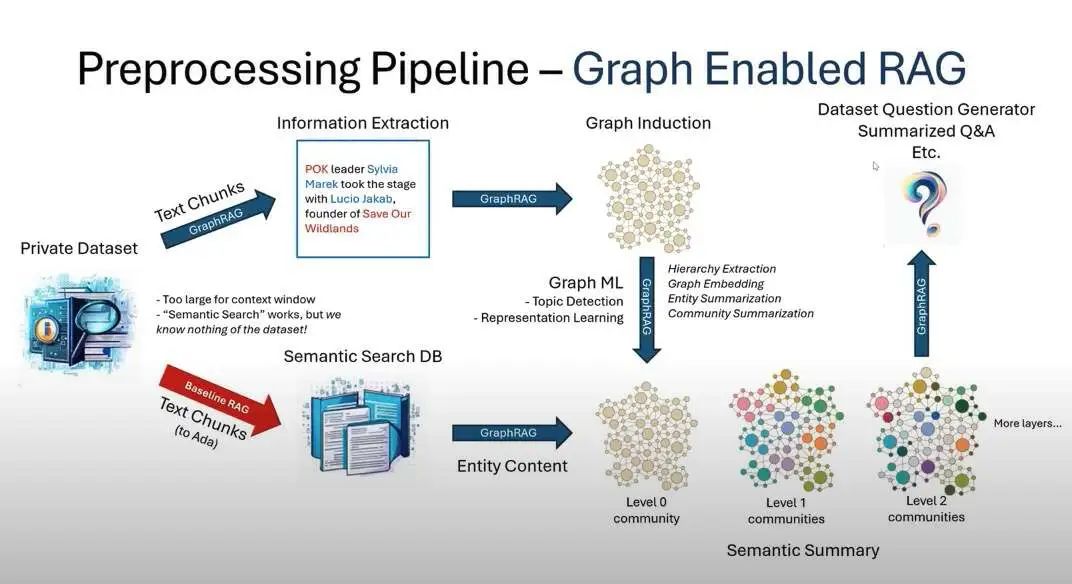 Preprocessing Pipeline – Graph Enabled RAG
Information Extraction
POK leader Sylvia
Marek took the stage
with Lucio Jakab,
founder of Save Our
Wildlands
Graph Induction
Dataset Question Generator
Summarized Q&A
Etc.
Text Chunks
GraphRAG
GraphRAG
Private Dataset
- Too large for context window
- “Semantic Search” works, but we
know nothing of the dataset!
Graph ML
- Topic Detection
- Representation Learning
GraphRAG
Hierarchy Extraction
Graph Embedding
Entity Summarization
Community Summarization
GraphRAG
Baseline RAG
Text Chunks
(to Ada)
Semantic Search DB
GraphRAG
Entity Content
Level 0
community
Level 1
communities
Level 2
communities
More layers...
Semantic Summary